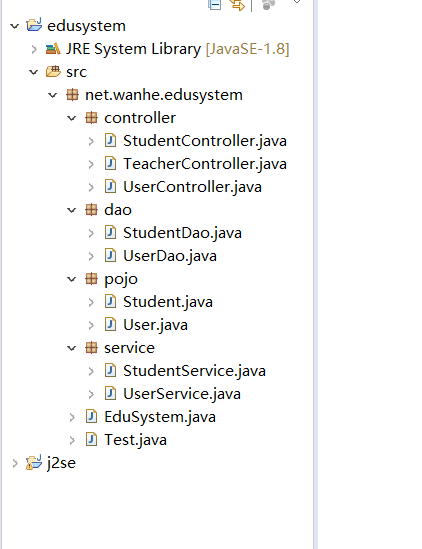 edusystem
JRE System Library [JavaSE-1.8]
src
net.wanhe.edusystem
controller
StudentController.java
TeacherController.java
UserController.java
dao
StudentDao.java
UserDao.java
pojo
Student.java
User.java
service
StudentService.java
UserService.java
EduSystem.java
Test.java
j2se